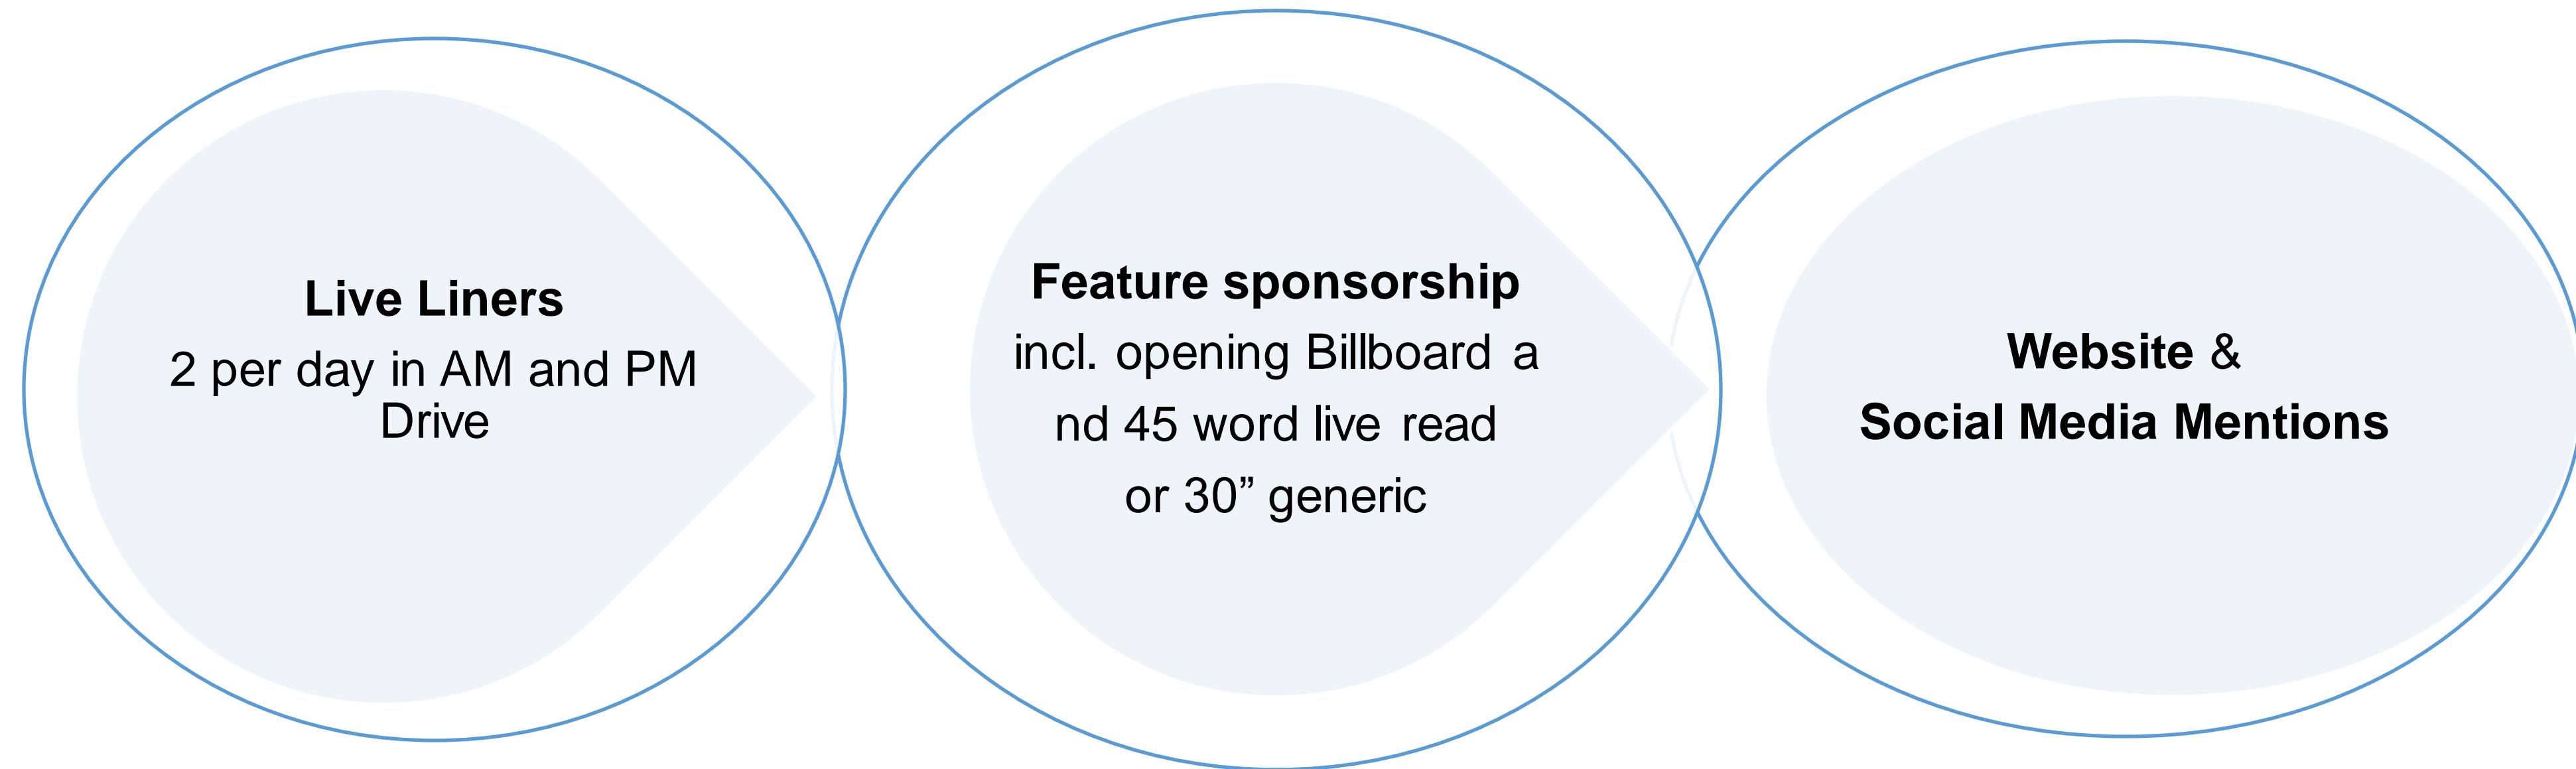 Live Liners
2 per day in AM and PM
Drive
Feature sponsorship
incl. opening Billboard a
nd 45 word live read
or 30” generic
Website &
Social Media Mentions